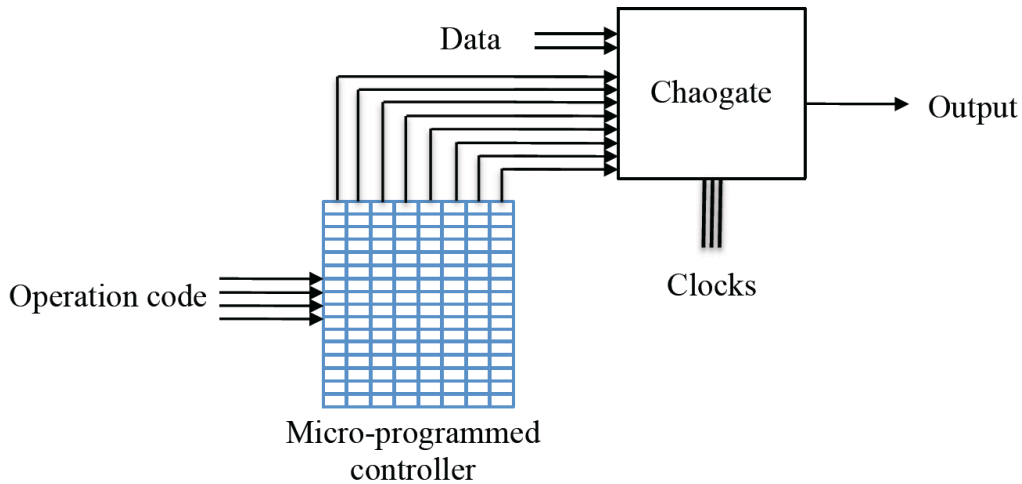 Data
Chaogate
Output
Clocks
Operation code
Micro-programmed
controller